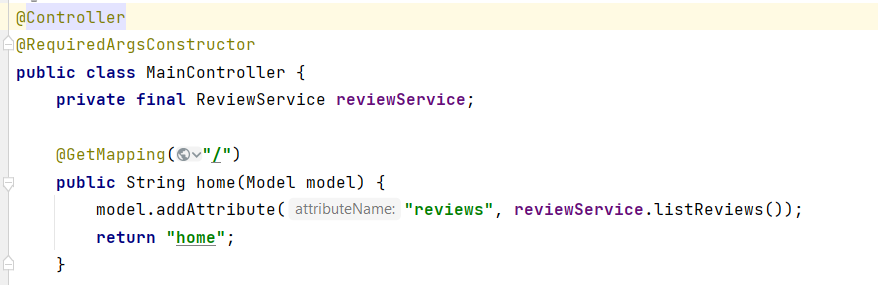 @Controller
@RequiredArgsConstructor
public class MainController {
    private final ReviewService reviewService;
    @GetMapping("/")
    public String home(Model model) {
        model.addAttribute( attributeName: "reviews", reviewService.listReviews());
        return "home";
    }